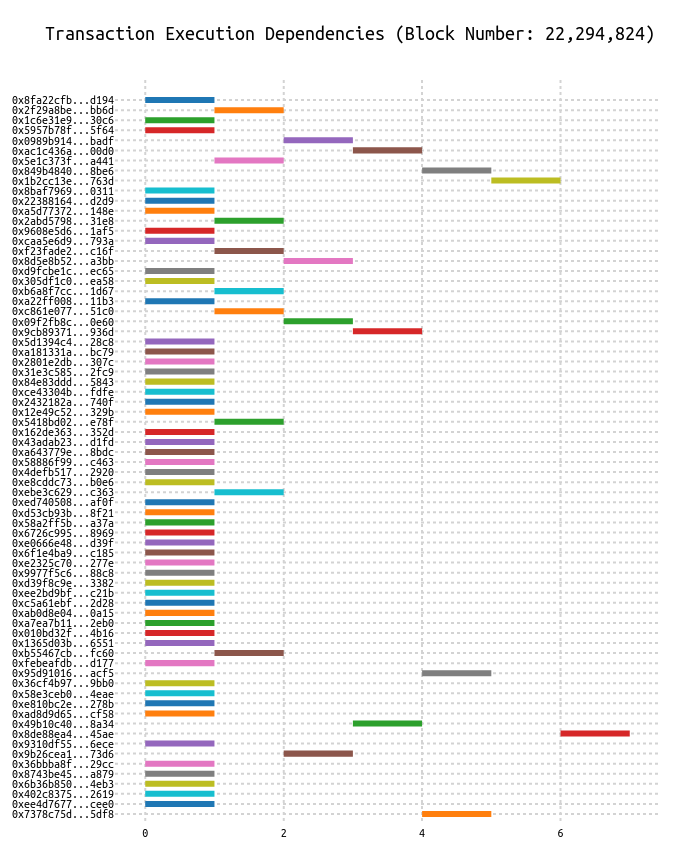 Transaction Execution Dependencies (Block Number: 22,294,824)
0x8fa22cfb...d194
0x2f29a8be...bb6d
0x1c6e31e9...30c6
0x5957b78f...5f64
0x0989b914...badf
0xac1c436a...00d0
0x5e1c373f...a441
0x849b4840...8be6
0x1b2cc13e...763d
0x8baf7969...0311
0x22388164...d2d9
0xa5d77372...148e
0x2abd5798...31e8
0x9608e5d6...1af5
0xcaa5e6d9...793a
0xf23fade2...c16f
0x8d5e8b52...a3bb
0xd9fcbe1c...ec65
0x305df1c0...ea58
0xb6a8f7cc...1d67
0xa22ff008...11b3
0xc861e077...51c0
0x09f2fb8c...0e60
0x9cb89371...936d
0x5d1394c4...28c8
0xa181331a...bc79
0x2801e2db...307c
0x31e3c585...2fc9
0x84e83ddd...5843
0xce43304b...fdfe
0x2432182a...740f
0x12e49c52...329b
0x5418bd02...e78f
0x162de363...352d
0x43adab23...d1fd
0xa643779e...8bdc
0x58886f99...c463
0x4defb517...2920
0xe8cddc73...b0e6
0xebe3c629...c363
0xed740508...af0f
0xd53cb93b...8f21
0x58a2ff5b...a37a
0x6726c995...8969
0xe0666e48...d39f
0x6f1e4ba9...c185
0xe2325c70...277e
0x9977f5c6...88c8
0xd39f8c9e...3382
0xee2bd9bf...c21b
0xc5a61ebf...2d28
0xab0d8e04...0a15
0xa7ea7b11...2eb0
0x010bd32f...4b16
0x1365d03b...6551
0xb55467cb...fc60
0xfebeafdb...d177
0x95d91016...acf5
0x36cf4b97...9bb0
0x58e3ceb0...4eae
0xe810bc2e...278b
0xad8d9d65...cf58
0x49b10c40...8a34
0x8de88ea4...45ae
0x9310df55...6ece
0x9b26cea1...73d6
0x36bbba8f...29cc
0x8743be45...a879
0x6b36b850...4eb3
0x402c8375...2619
0xee4d7677...cee0
0x7378c75d...5df8
0 2 4 6